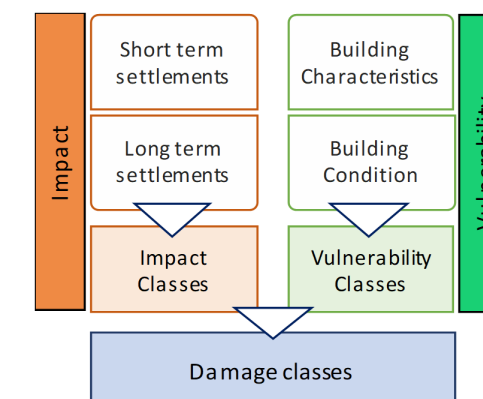 Impact
Short term
settlements
Long term
settlements
Impact
Classes
Building
Characteristics
Building
Condition
Vulnerability
Classes
Damage classes